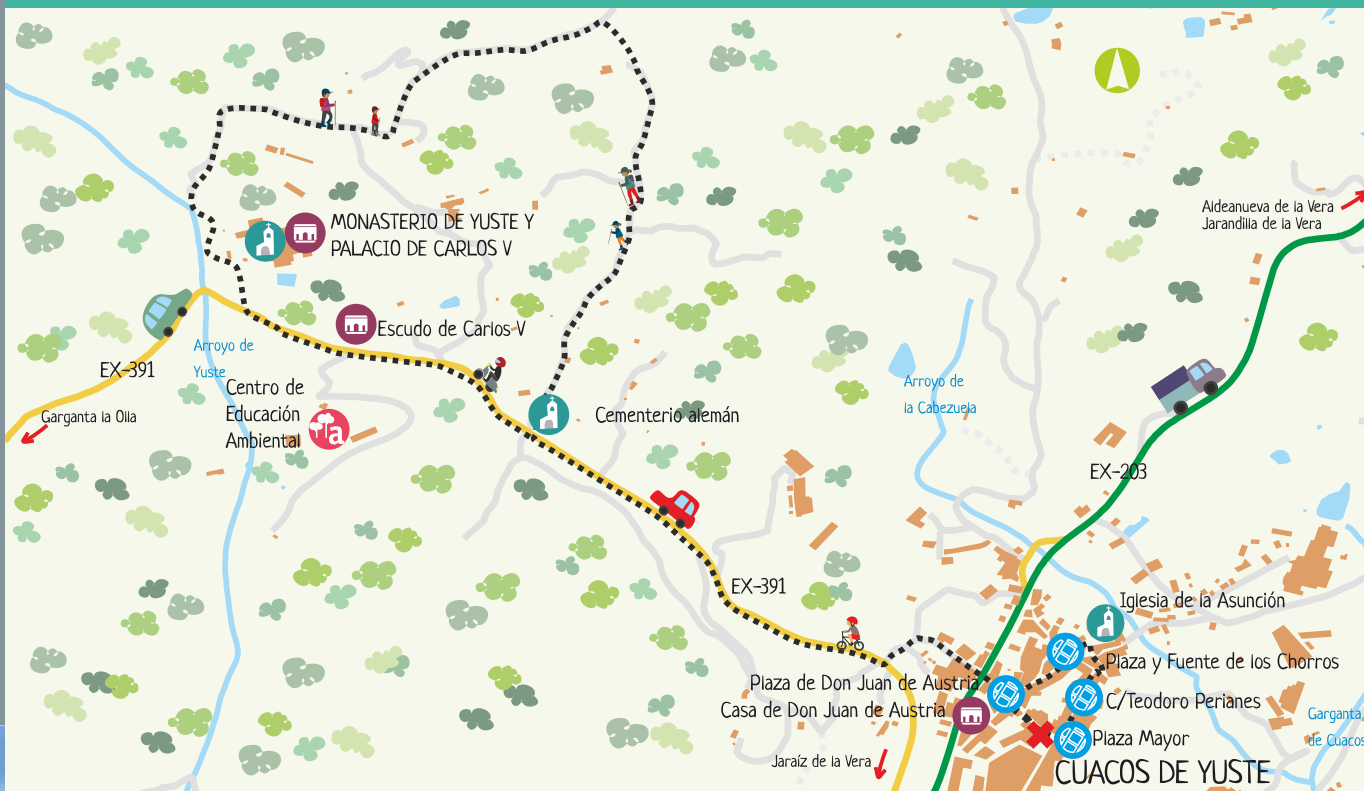 Aldeanueva de la Vera
Jarandilla de la Vera
MONASTERIO DE YUSTE Y
PALACIO DE CARLOS V
Escudo de Carlos V
Arroyo de
Yuste
EX-391
Centro de
Educación
Ambiental
a
Garganta la Olla
Cementerio alemán
Arroyo de
la Cabezuela
EX-203
EX-391
Iglesia de la Asunción
Plaza y Fuente de los Chorros
Plaza de Don Juan de Austria
Casa de Don Juan de Austria
C/Teodoro Perianes
Garganta
de Cuacos
Plaza Mayor
Jaraíz de la Vera
CUACOS DE YUSTE